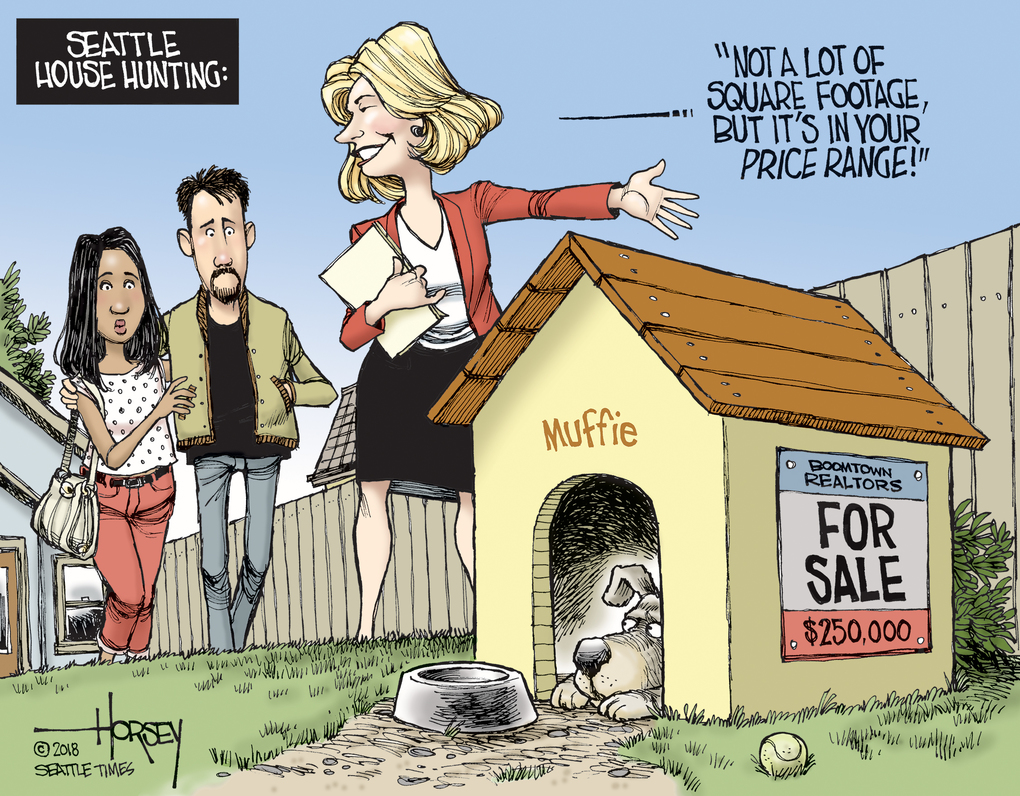 SEATTLE
HOUSE HUNTING:
"NOT A LOT OF
SQUARE FOOTAGE,
BUT IT'S IN YOUR
PRICE RANGE!"
Muffie
BOOMTOWN
REALTORS
FOR
SALE
$250,000
HORSEY
© 2018
SEATTLE TIMES